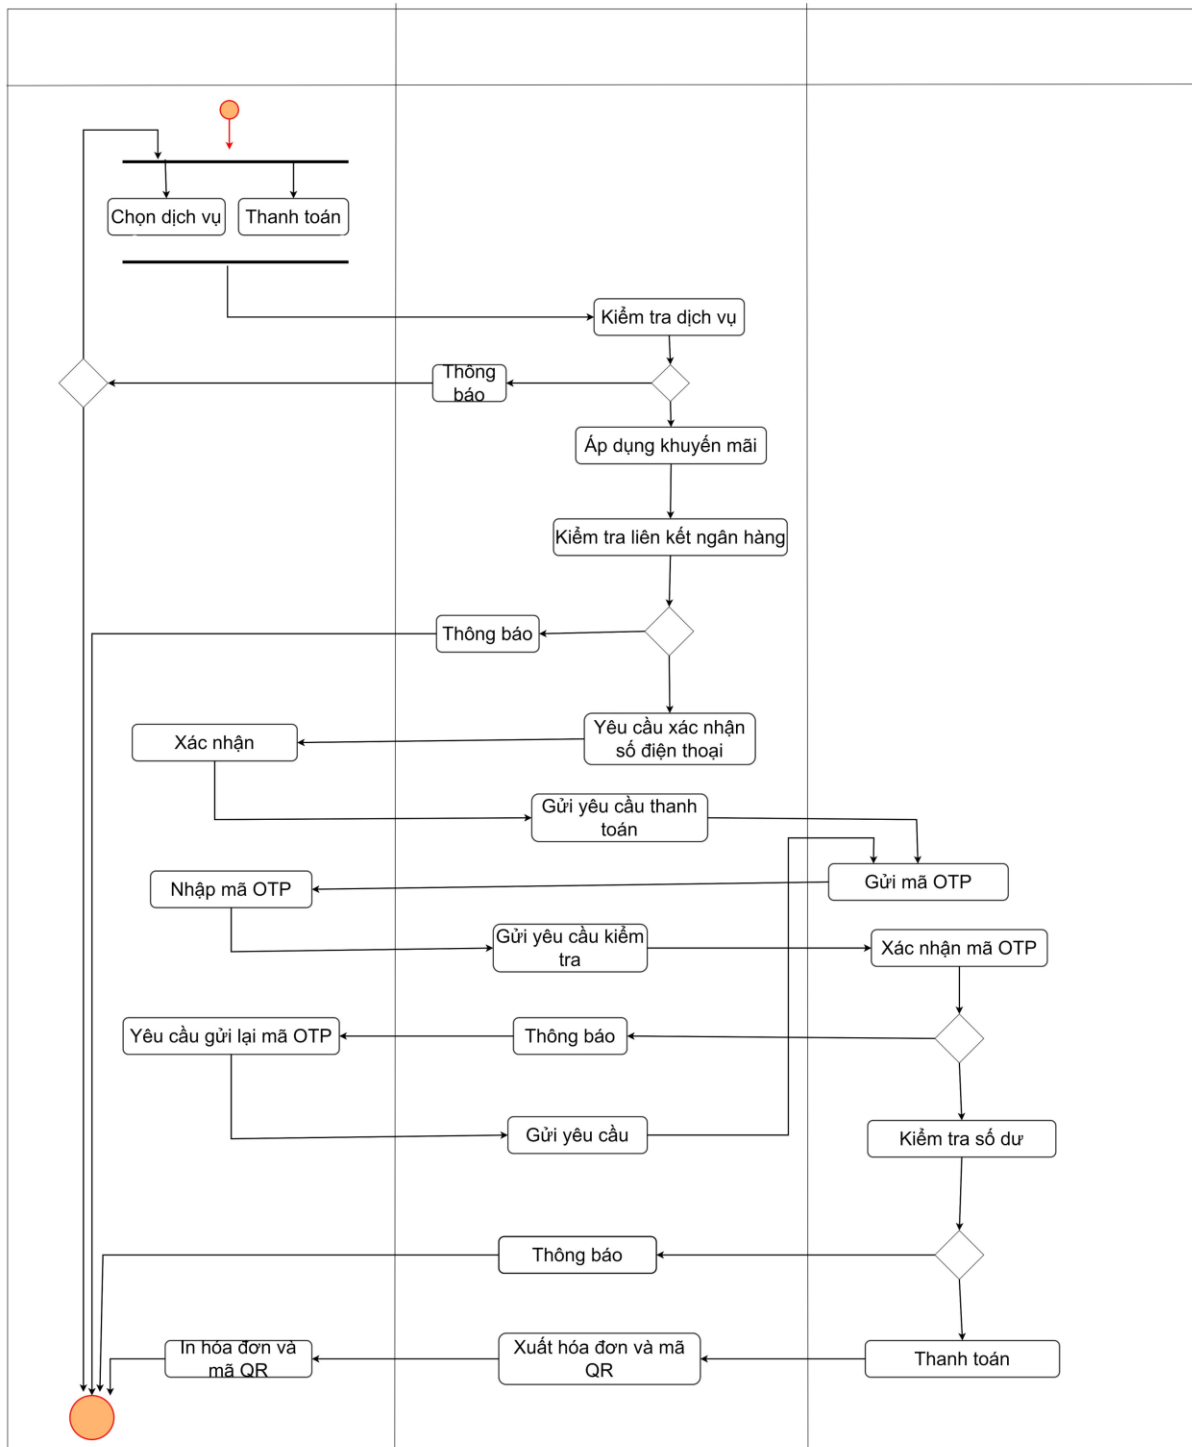 Chọn dịch vụ
Thanh toán
Kiểm tra dịch vụ
Thông
báo
Áp dụng khuyến mãi
Kiểm tra liên kết ngân hàng
Thông báo
Yêu cầu xác nhận
số điện thoại
Xác nhận
Gửi yêu cầu thanh
toán
Gửi mã OTP
Nhập mã OTP
Gửi yêu cầu kiểm
tra
Xác nhận mã OTP
Thông báo
Yêu cầu gửi lại mã OTP
Gửi yêu cầu
Kiểm tra số dư
Thông báo
Thanh toán
Xuất hóa đơn và mã
QR
In hóa đơn và
mã QR